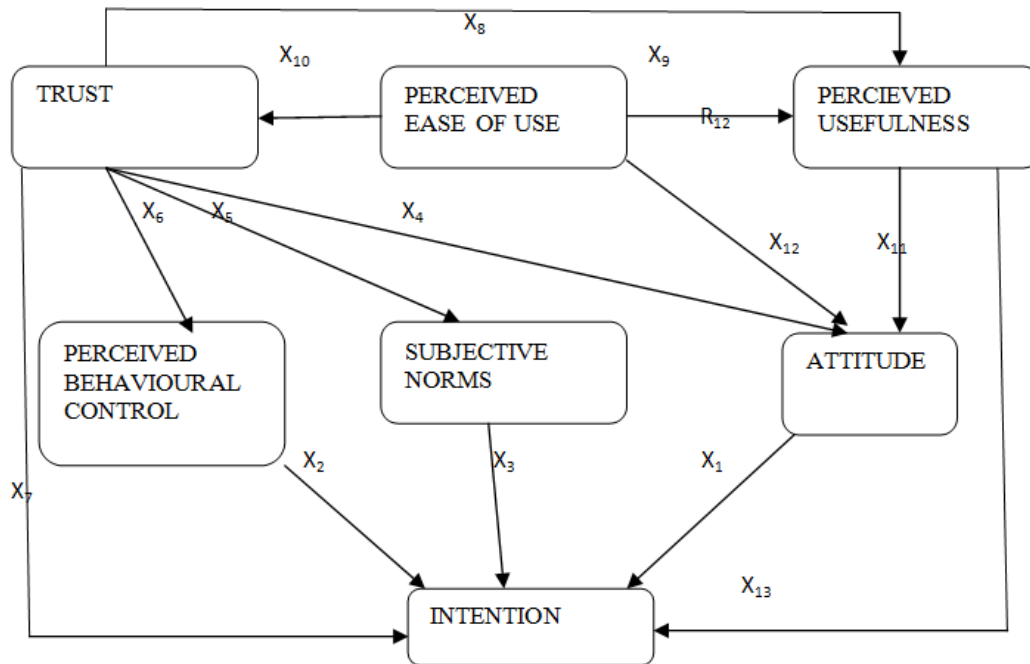 X₈
X₁₀
X₉
TRUST
PERCEIVED
EASE OF USE
PERCIEVED
USEFULNESS
R₁₂
X₆
X₅
X₄
X₁₂
X₁₁
PERCEIVED
BEHAVIOURAL
CONTROL
SUBJECTIVE
NORMS
ATTITUDE
X₂
X₃
X₁
X₇
X₁₃
INTENTION